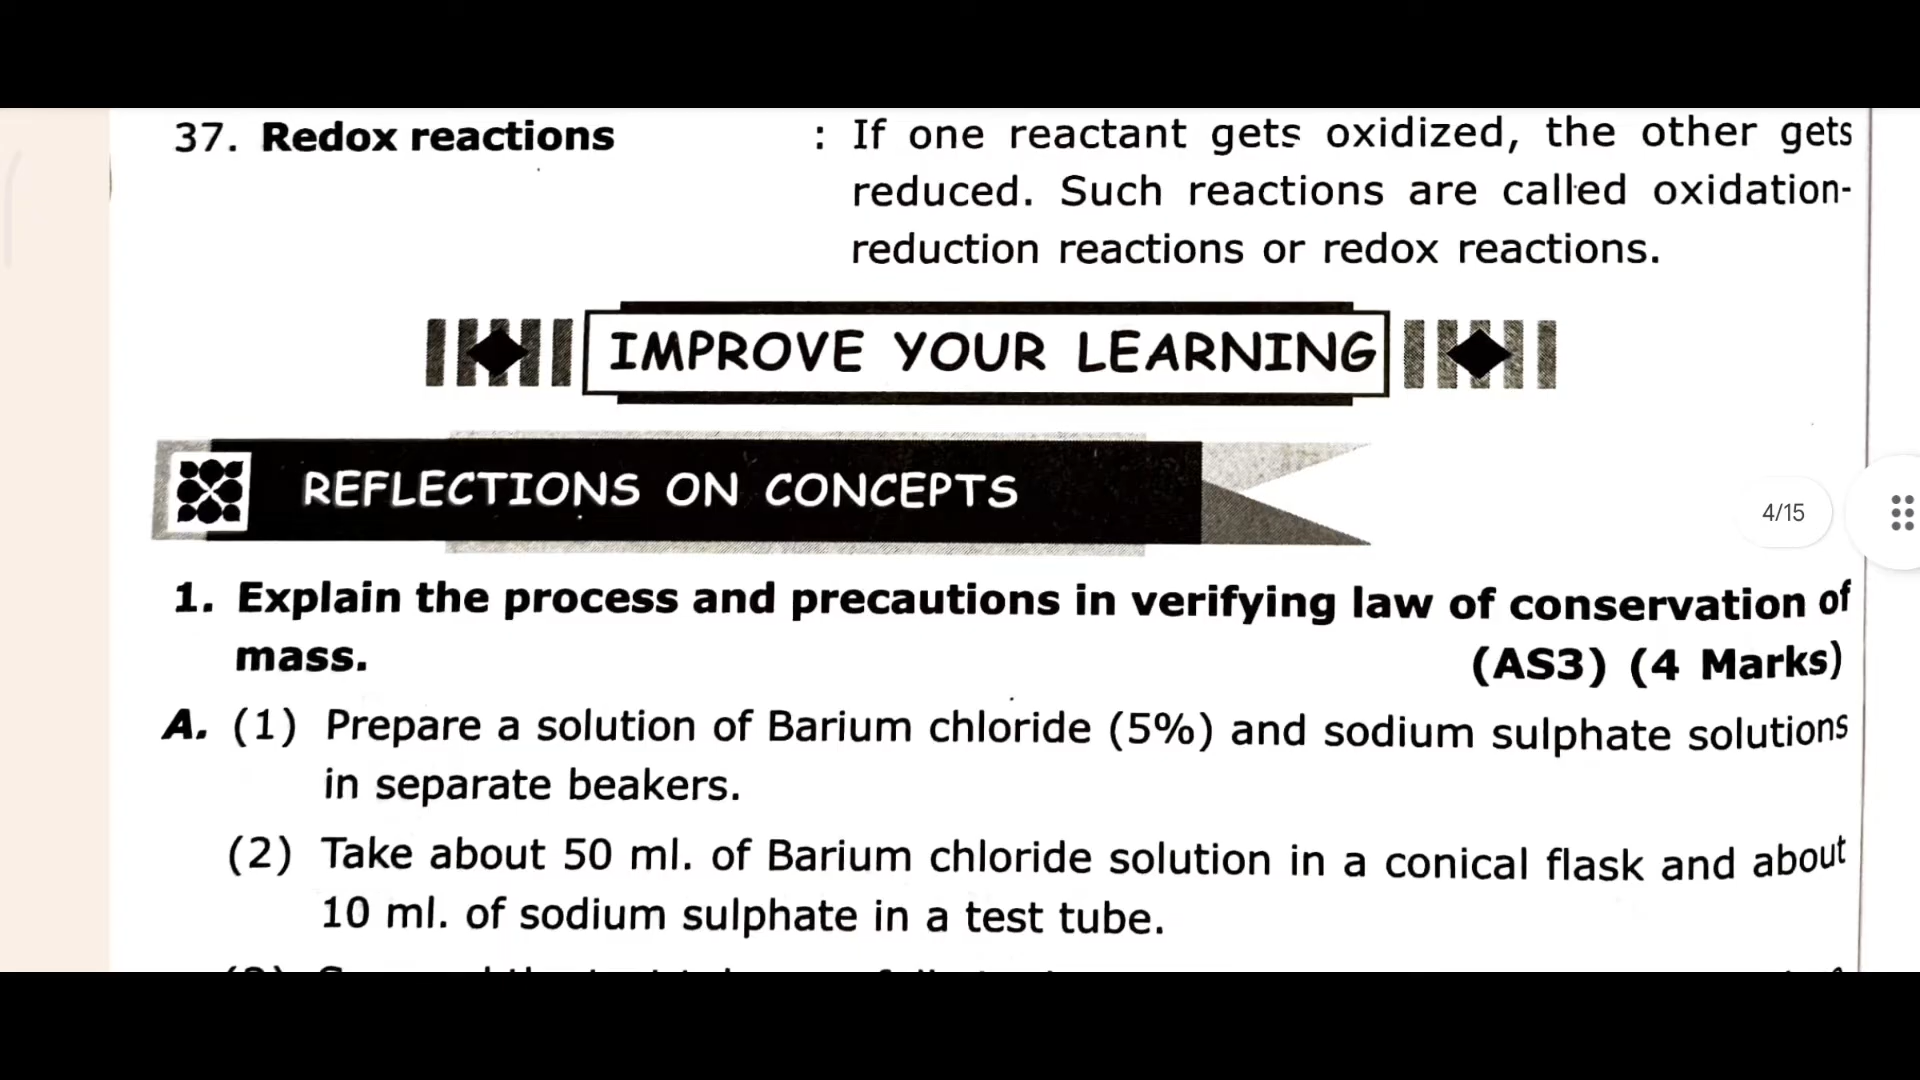 37. Redox reactions : If one reactant gets oxidized, the other gets
reduced. Such reactions are called oxidation-
reduction reactions or redox reactions.
IMPROVE YOUR LEARNING
REFLECTIONS ON CONCEPTS
4/15
1. Explain the process and precautions in verifying law of conservation of
mass. (AS3) (4 Marks)
A. (1) Prepare a solution of Barium chloride (5%) and sodium sulphate solutions
in separate beakers.
(2) Take about 50 ml. of Barium chloride solution in a conical flask and about
10 ml. of sodium sulphate in a test tube.